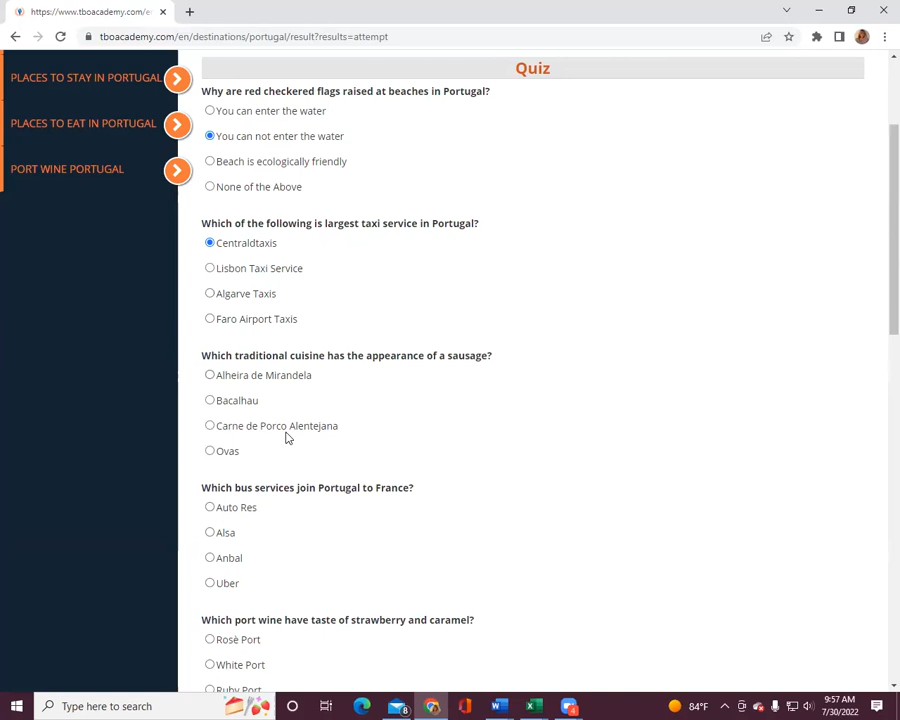 https://www.tboacademy.com/en/
tboacademy.com/en/destinations/portugal/result?results=attempt
PLACES TO STAY IN PORTUGAL
PLACES TO EAT IN PORTUGAL
PORT WINE PORTUGAL
Quiz
Why are red checkered flags raised at beaches in Portugal?
You can enter the water
You can not enter the water
Beach is ecologically friendly
None of the Above
Which of the following is largest taxi service in Portugal?
Centraldtaxis
Lisbon Taxi Service
Algarve Taxis
Faro Airport Taxis
Which traditional cuisine has the appearance of a sausage?
Alheira de Mirandela
Bacalhau
Carne de Porco Alentejana
Ovas
Which bus services join Portugal to France?
Auto Res
Alsa
Anbal
Uber
Which port wine have taste of strawberry and caramel?
Rosè Port
White Port
Ruby Port
Type here to search
8
4
84°F
9:57 AM
7/30/2022